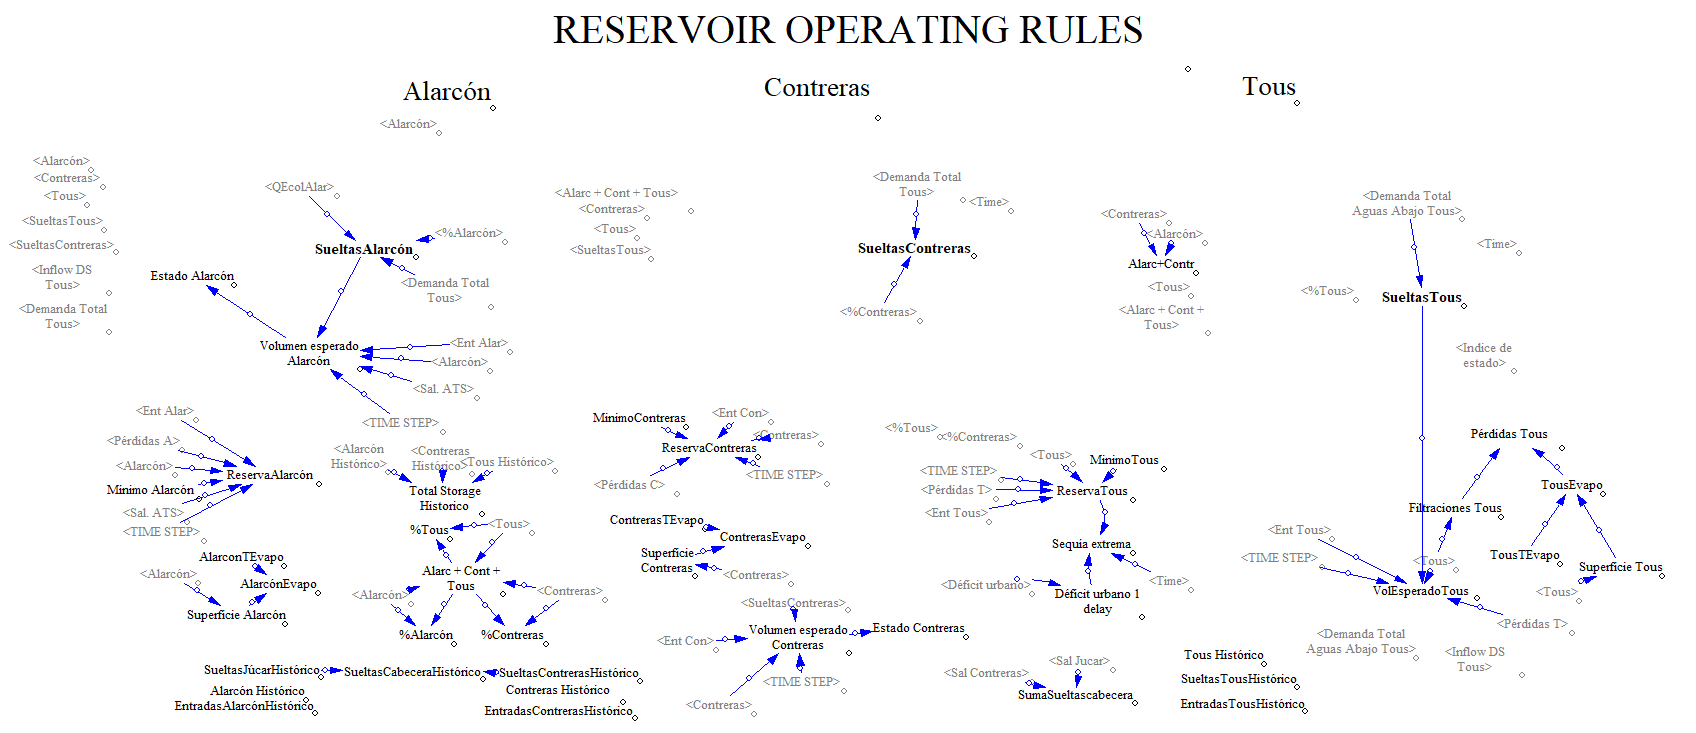 RESERVOIR OPERATING RULES
Alarcón
Contreras
Tous
<Alarcón>
<Alarcón>
<Contreras>
<Tous>
<SueltasTous>
<SueltasContreras>
<Inflow DS
Tous>
<Demanda Total
Tous>
<QEcolAlar>
<%Alarcón>
SueltasAlarcón
Estado Alarcón
<Demanda Total
Tous>
Volumen esperado
Alarcón
<Ent Alar>
<Alarcón>
<Sal. ATS>
<TIME STEP>
<Alarc + Cont + Tous>
<Contreras>
<Tous>
<SueltasTous>
<Demanda Total
Tous>
<Time>
SueltasContreras
<%Contreras>
<Contreras>
<Alarcón>
Alarc+Contr
<Tous>
<Alarc + Cont +
Tous>
<Demanda Total
Aguas Abajo Tous>
<Time>
<%Tous>
SueltasTous
<Indice de
estado>
<Ent Alar>
<Pérdidas A>
<Alarcón>
ReservaAlarcón
Mínimo Alarcón
<Sal. ATS>
<TIME STEP>
<Alarcón
Histórico>
<Contreras
Histórico>
<Tous Histórico>
Total Storage
Historico
%Tous
<Tous>
Alarc + Cont +
Tous
<Alarcón>
<Contreras>
%Alarcón
%Contreras
AlarconTEvapo
<Alarcón>
AlarcónEvapo
Superficie Alarcón
SueltasJúcarHistórico
SueltasCabeceraHistórico
SueltasContrerasHistórico
Alarcón Histórico
EntradasAlarcónHistórico
Contreras Histórico
EntradasContrerasHistórico
MínimoContreras
<Ent Con>
<Contreras>
ReservaContreras
<TIME STEP>
<Pérdidas C>
ContrerasTEvapo
ContrerasEvapo
Superficie
Contreras
<Contreras>
<SueltasContreras>
<Ent Con>
Volumen esperado
Contreras
Estado Contreras
<TIME STEP>
<Contreras>
<%Tous>
<%Contreras>
<Tous>
MínimoTous
<TIME STEP>
<Pérdidas T>
ReservaTous
<Ent Tous>
Sequia extrema
<Déficit urbano>
<Time>
Déficit urbano 1
delay
<Sal Contreras>
<Sal Jucar>
SumaSueltascabecera
Pérdidas Tous
TousEvapo
Filtraciones Tous
<Ent Tous>
<TIME STEP>
<Tous>
TousTEvapo
Superficie Tous
VolEsperadoTous
<Tous>
<Pérdidas T>
<Demanda Total
Aguas Abajo Tous>
<Inflow DS
Tous>
Tous Histórico
SueltasTousHistórico
EntradasTousHistórico